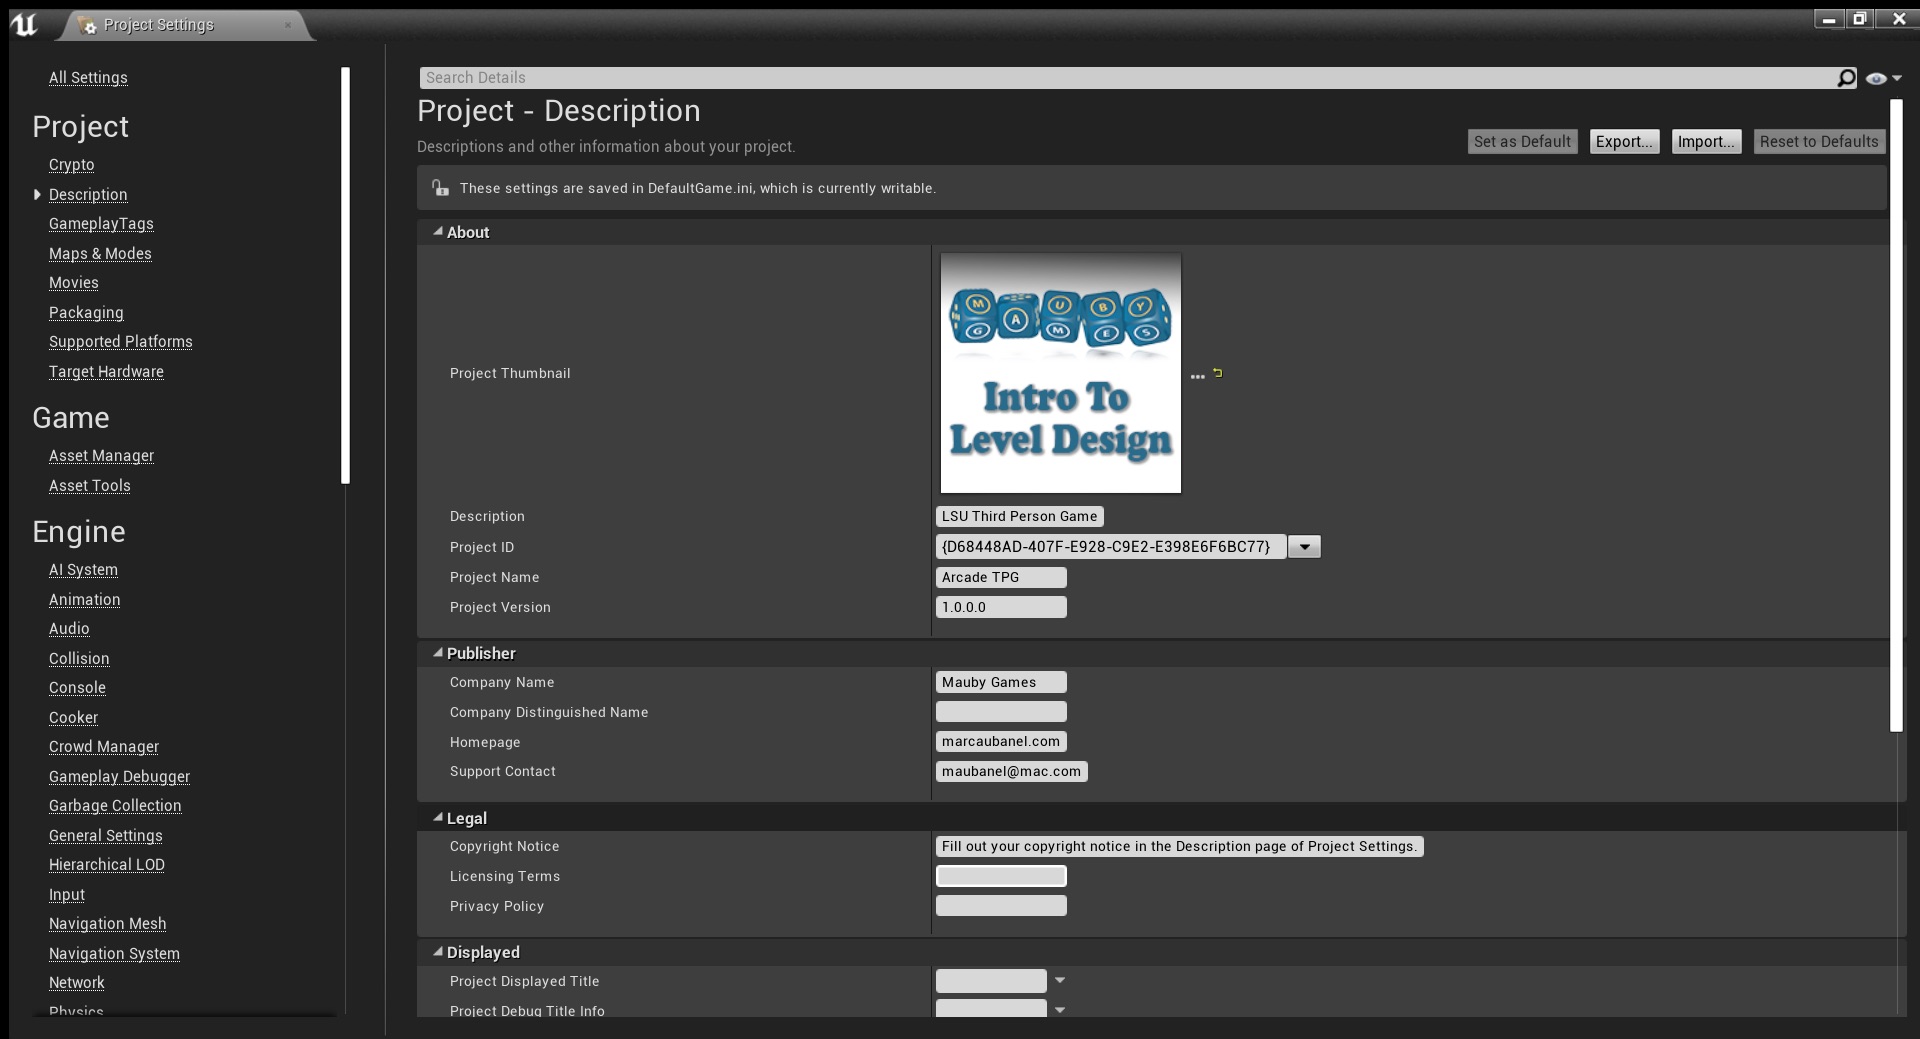 Project Settings
All Settings
Project
Crypto
Description
GameplayTags
Maps & Modes
Movies
Packaging
Supported Platforms
Target Hardware
Game
Asset Manager
Asset Tools
Engine
AI System
Animation
Audio
Collision
Console
Cooker
Crowd Manager
Gameplay Debugger
Garbage Collection
General Settings
Hierarchical LOD
Input
Navigation Mesh
Navigation System
Network
Physics
Search Details
Project - Description
Descriptions and other information about your project.
Set as Default Export... Import... Reset to Defaults
These settings are saved in DefaultGame.ini, which is currently writable.
About
Project Thumbnail
M A U B Y
G A M E S
Intro To
Level Design
...
Description LSU Third Person Game
Project ID {D68448AD-407F-E928-C9E2-E398E6F6BC77}
Project Name Arcade TPG
Project Version 1.0.0.0
Publisher
Company Name Mauby Games
Company Distinguished Name
Homepage marcaubanel.com
Support Contact maubanel@mac.com
Legal
Copyright Notice Fill out your copyright notice in the Description page of Project Settings.
Licensing Terms
Privacy Policy
Displayed
Project Displayed Title
Project Debug Title Info